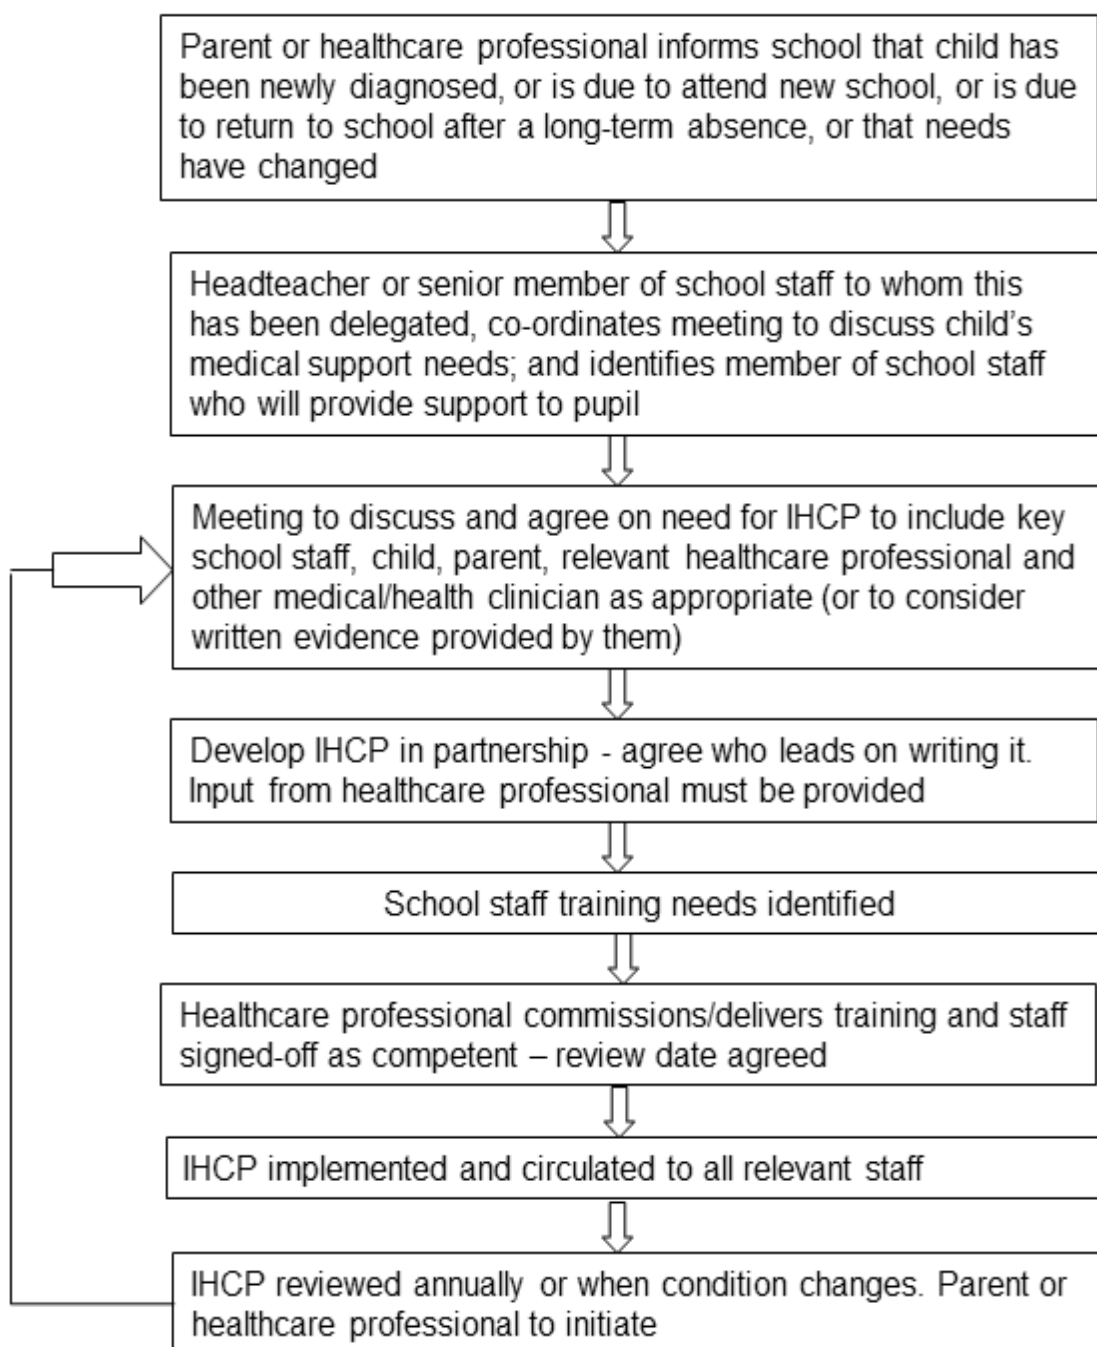 Parent or healthcare professional informs school that child has
been newly diagnosed, or is due to attend new school, or is due
to return to school after a long-term absence, or that needs
have changed
Headteacher or senior member of school staff to whom this
has been delegated, co-ordinates meeting to discuss child's
medical support needs; and identifies member of school staff
who will provide support to pupil
Meeting to discuss and agree on need for IHCP to include key
school staff, child, parent, relevant healthcare professional and
other medical/health clinician as appropriate (or to consider
written evidence provided by them)
Develop IHCP in partnership - agree who leads on writing it.
Input from healthcare professional must be provided
School staff training needs identified
Healthcare professional commissions/delivers training and staff
signed-off as competent – review date agreed
IHCP implemented and circulated to all relevant staff
IHCP reviewed annually or when condition changes. Parent or
healthcare professional to initiate